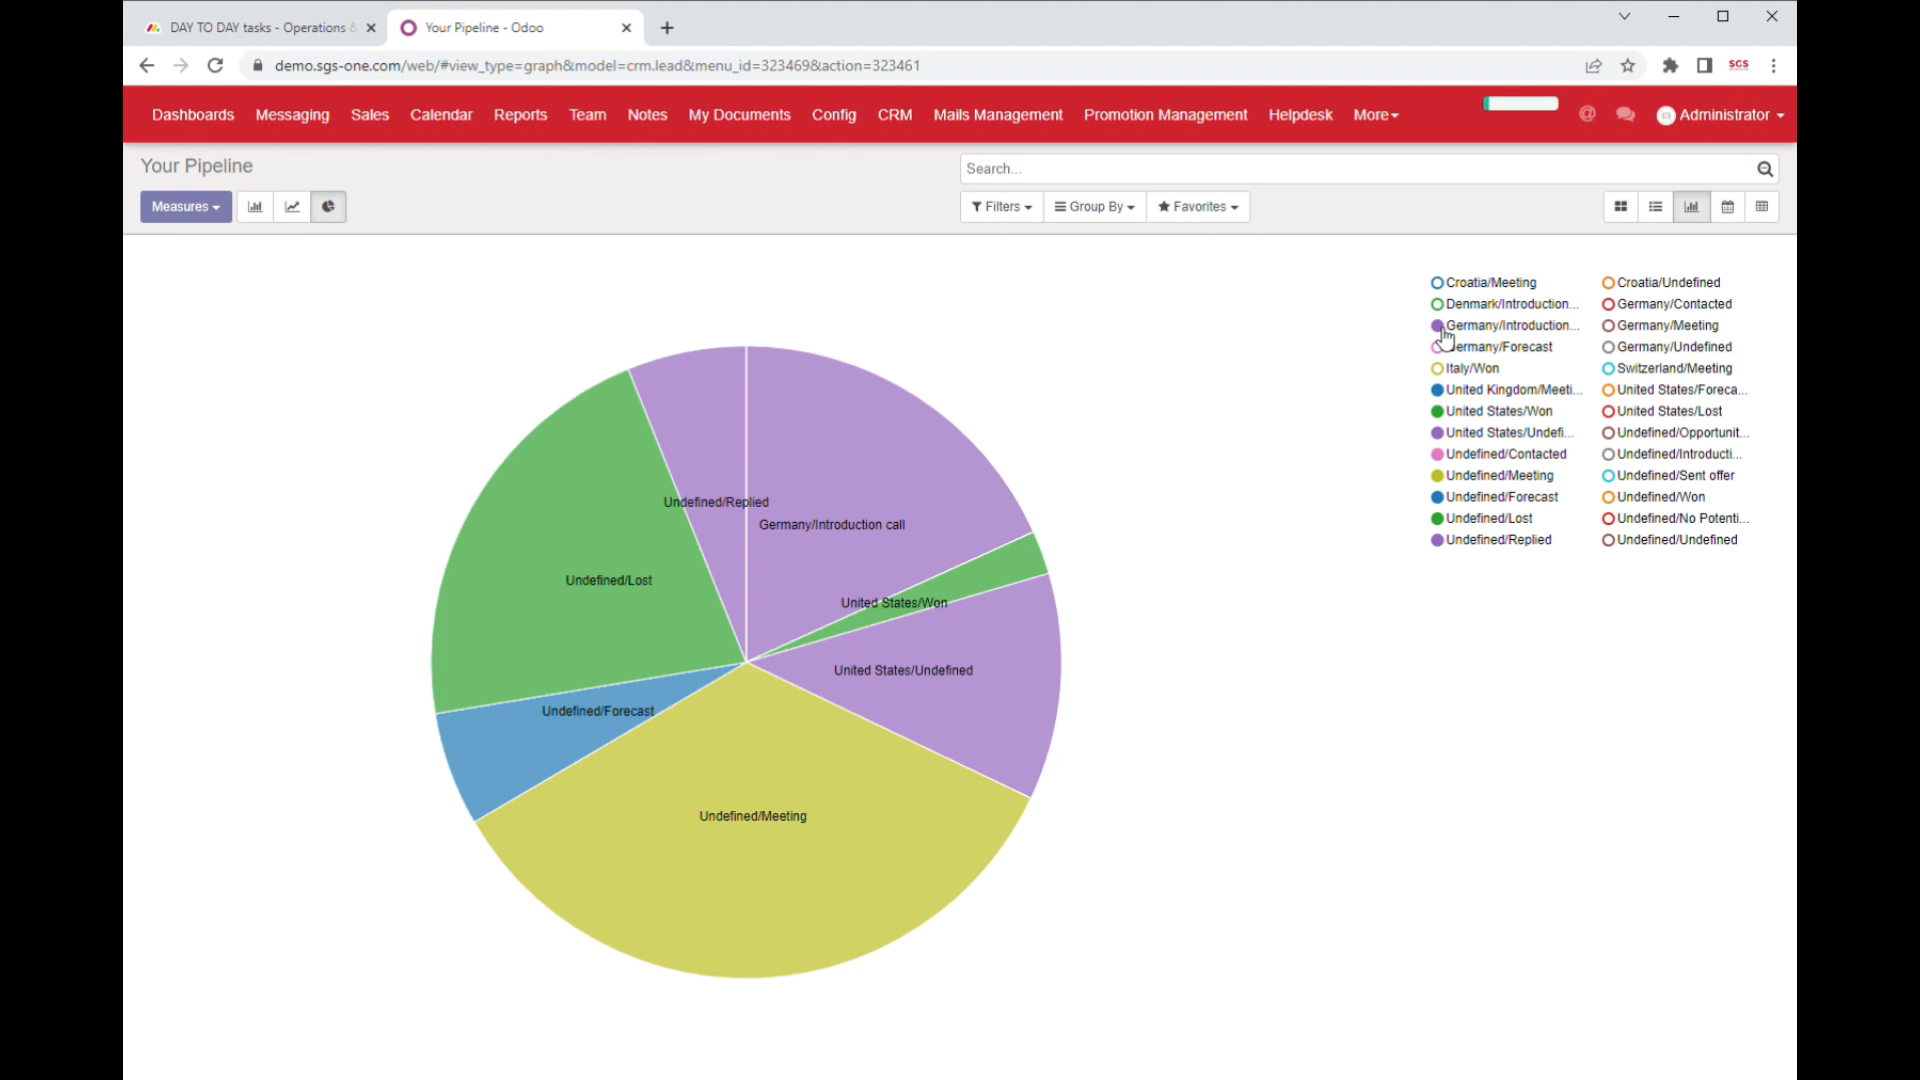 DAY TO DAY tasks - Operations &
Your Pipeline - Odoo
demo.sgs-one.com/web/#view_type=graph&model=crm.lead&menu_id=323469&action=323461
SGS
Dashboards Messaging Sales Calendar Reports Team Notes My Documents Config CRM Mails Management Promotion Management Helpdesk More @ Administrator
Your Pipeline
Search...
Measures
Filters Group By Favorites
Croatia/Meeting Croatia/Undefined
Denmark/Introduction... Germany/Contacted
Germany/Introduction... Germany/Meeting
ermany/Forecast Germany/Undefined
Italy/Won Switzerland/Meeting
United Kingdom/Meeti... United States/Foreca...
United States/Won United States/Lost
United States/Undefi... Undefined/Opportunit...
Undefined/Contacted Undefined/Introducti...
Undefined/Meeting Undefined/Sent offer
Undefined/Forecast Undefined/Won
Undefined/Lost Undefined/No Potenti...
Undefined/Replied Undefined/Undefined
Undefined/Replied
Germany/Introduction call
Undefined/Lost
United States/Won
United States/Undefined
Undefined/Forecast
Undefined/Meeting